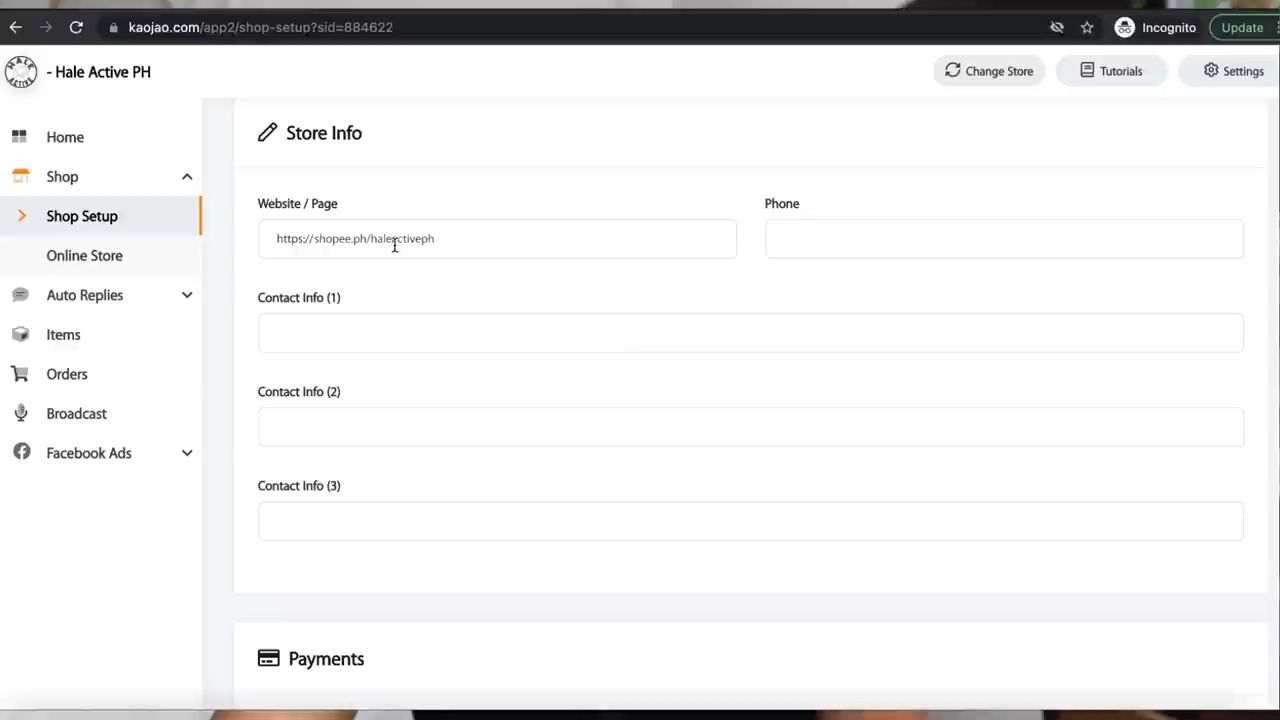 kaojao.com/app2/shop-setup?sid=884622
Incognito
Update
HALE
ACTIVE
- Hale Active PH
Change Store
Tutorials
Settings
Home
Shop
Shop Setup
Online Store
Auto Replies
Items
Orders
Broadcast
Facebook Ads
Store Info
Website / Page
Phone
https://shopee.ph/haleactiveph
Contact Info (1)
Contact Info (2)
Contact Info (3)
Payments